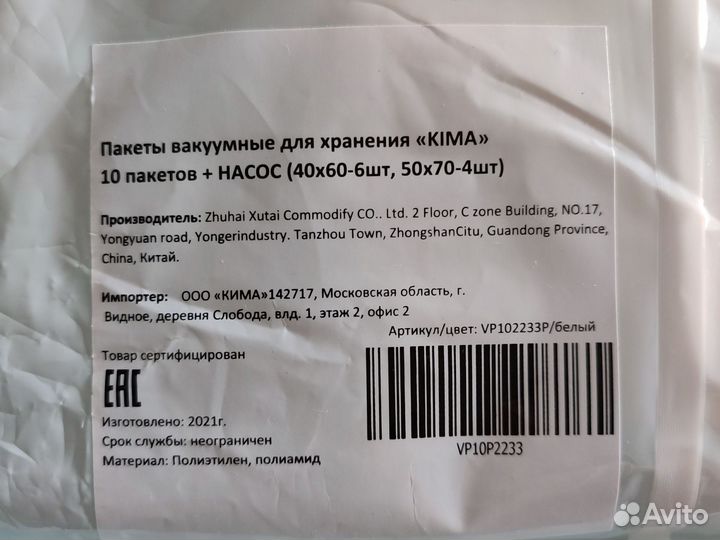 Пакеты вакуумные для хранения «KIMA»
10 пакетов + НАСОС (40х60-6шт, 50х70-4шт)
Производитель: Zhuhai Xutai Commodify CO.. Ltd. 2 Floor, C zone Building, NO.17,
Yongyuan road, Yongerindustry. Tanzhou Town, ZhongshanCitu, Guandong Province,
China, Китай.
Импортер: ООО «КИМА»142717, Московская область, г.
Видное, деревня Слобода, влд. 1, этаж 2, офис 2
Артикул/цвет: VP102233P/белый
Товар сертифицирован
EAC
Изготовлено: 2021г.
Срок службы: неограничен
Материал: Полиэтилен, полиамид
VP10P2233
Avito